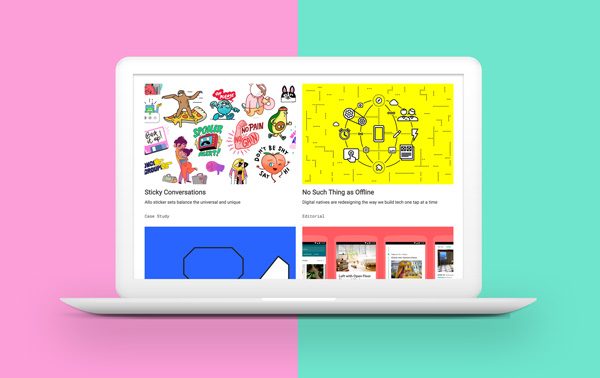 SPOILER
ALERT!
NO PAIN
NO GAIN
DON'T BE SHY
SAY HI
Sticky Conversations
Allo sticker sets balance the universal and unique
Case Study
No Such Thing as Offline
Digital natives are redesigning the way we build tech one tap at a time
Editorial
Left with Open Floor